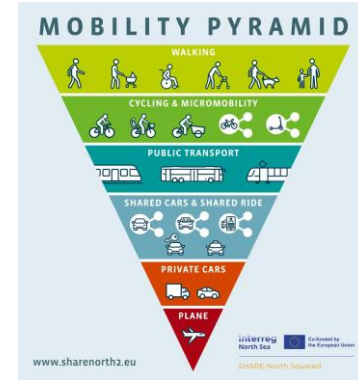 MOBILITY PYRAMID
WALKING
CYCLING & MICROMOBILITY
PUBLIC TRANSPORT
SHARED CARS & SHARED RIDE
PRIVATE CARS
PLANE
www.sharenorth2.eu
Interreg
North Sea
Co-funded by
the European Union
SHARE-North Squared